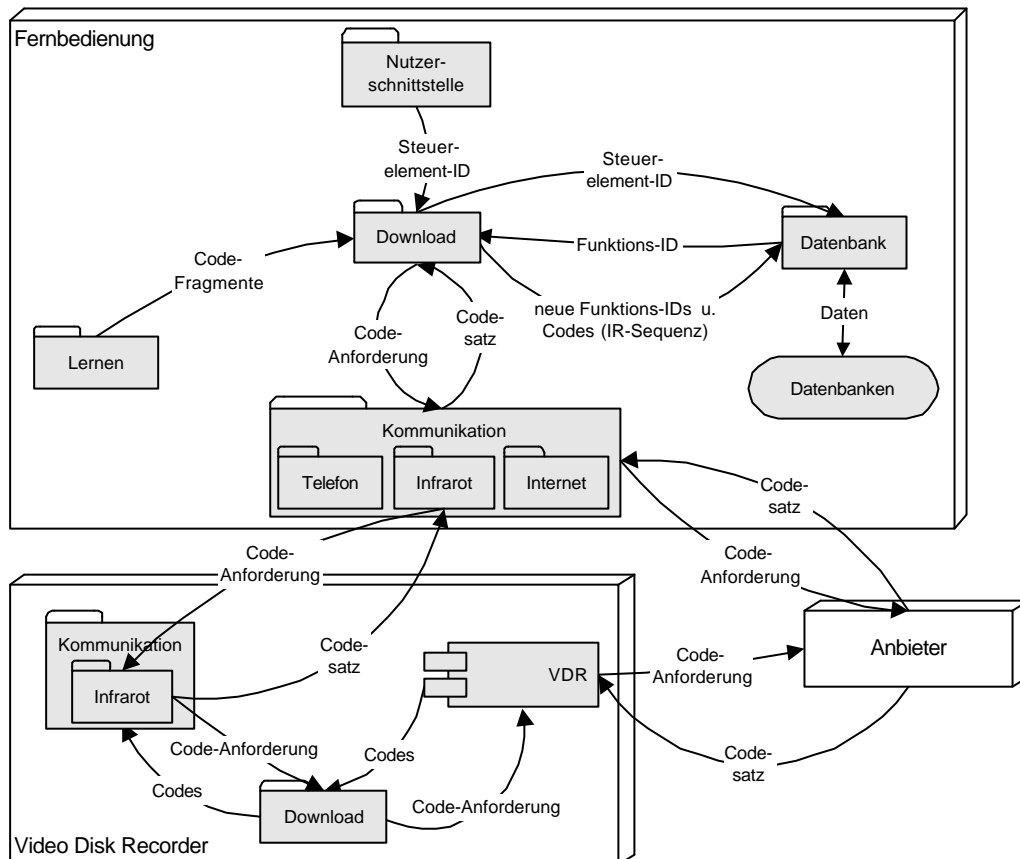 Fernbedienung
Nutzer-
schnittstelle
Steuer-
element-ID
Steuer-
element-ID
Download
Funktions-ID
Datenbank
Code-
Fragmente
neue Funktions-IDs u.
Codes (IR-Sequenz)
Daten
Code-
Anforderung
Code-
satz
Lernen
Datenbanken
Kommunikation
Telefon
Infrarot
Internet
Code-
satz
Code-
Anforderung
Code-
Anforderung
Kommunikation
Infrarot
Code-
satz
VDR
Code-
Anforderung
Anbieter
Code-Anforderung
Codes
Code-
satz
Codes
Download
Code-Anforderung
Video Disk Recorder